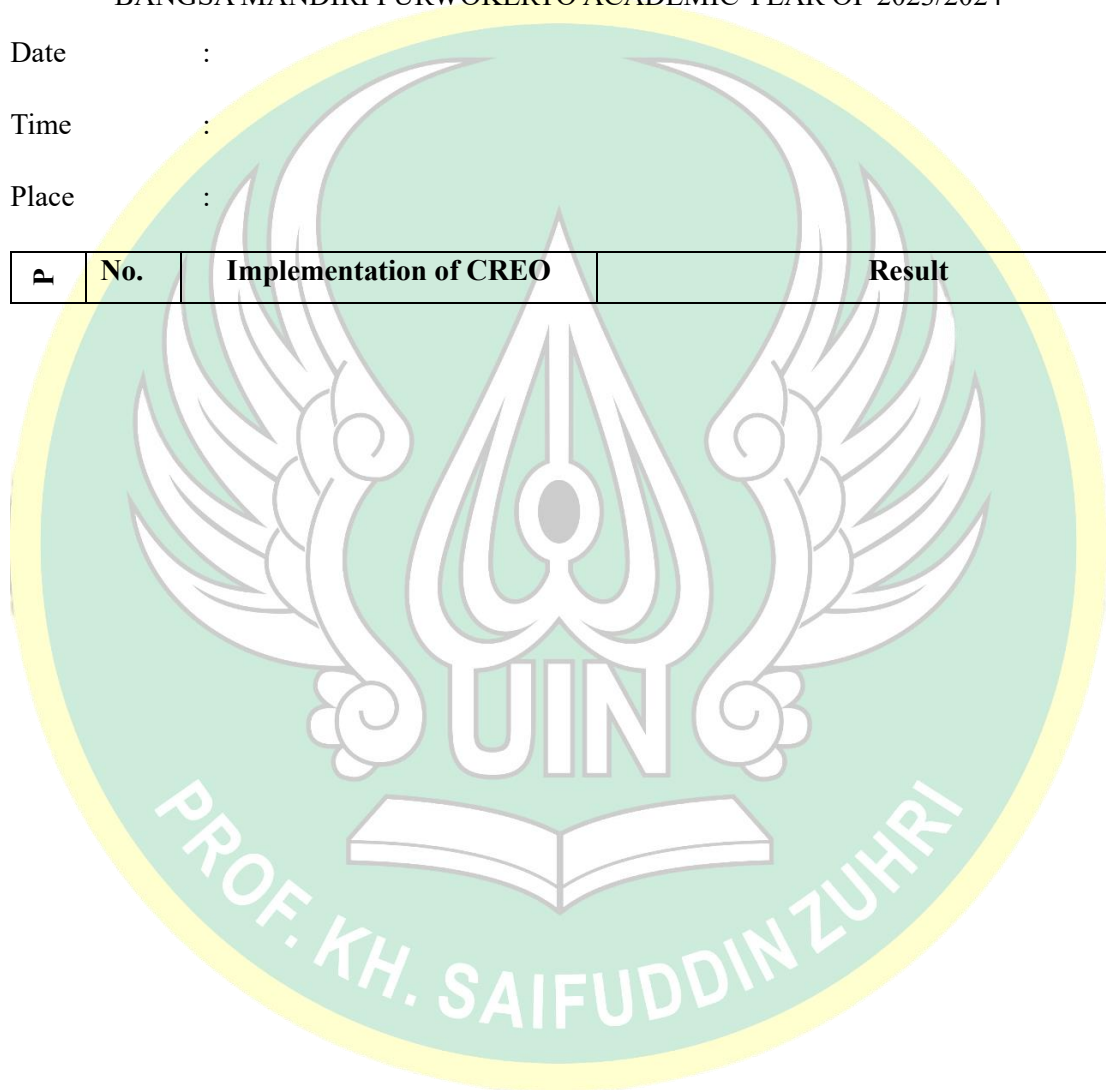 BANGSA MANDIRI PURWOKERTO ACADEMIC YEAR OF 2023/2024
Date :
Time :
Place :
P No. Implementation of CREO Result
UIN
PROF. KH. SAIFUDDIN ZUHRI